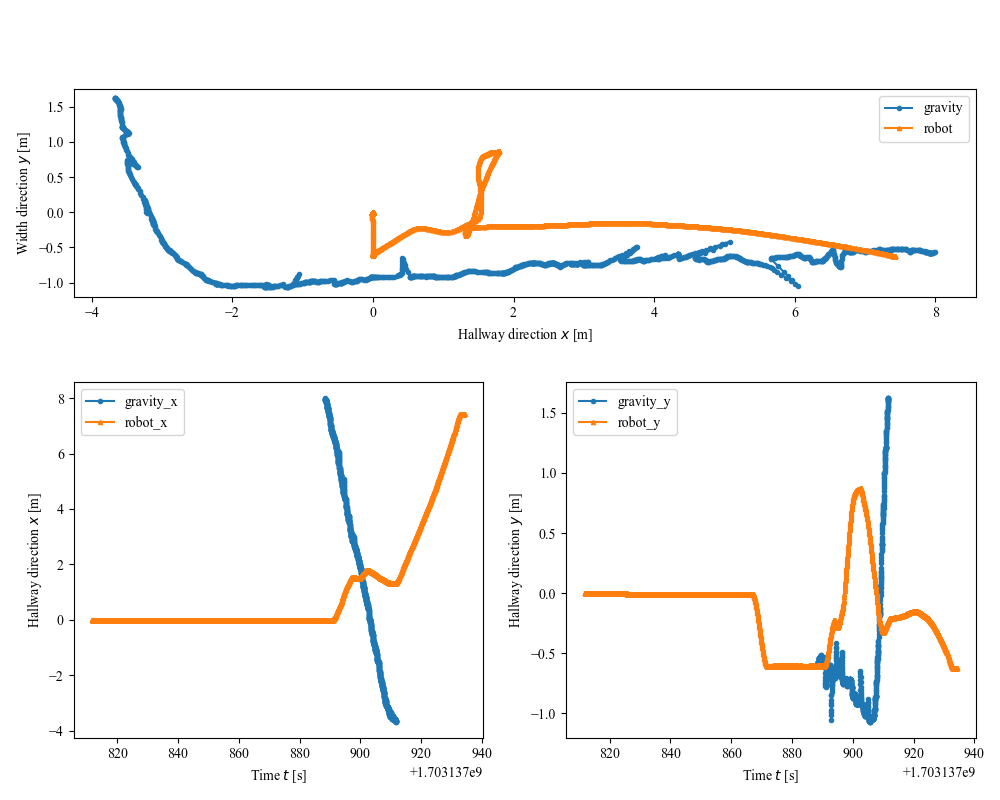 1.5
1.0
0.5
0.0
−0.5
−1.0
Width direction y [m]
gravity
robot
−4 −2 0 2 4 6 8
Hallway direction x [m]
8
6
4
2
0
−2
−4
Hallway direction x [m]
gravity_x
robot_x
820 840 860 880 900 920 940
Time t [s]
+1.703137e9
1.5
1.0
0.5
0.0
−0.5
−1.0
Hallway direction y [m]
gravity_y
robot_y
820 840 860 880 900 920 940
Time t [s]
+1.703137e9